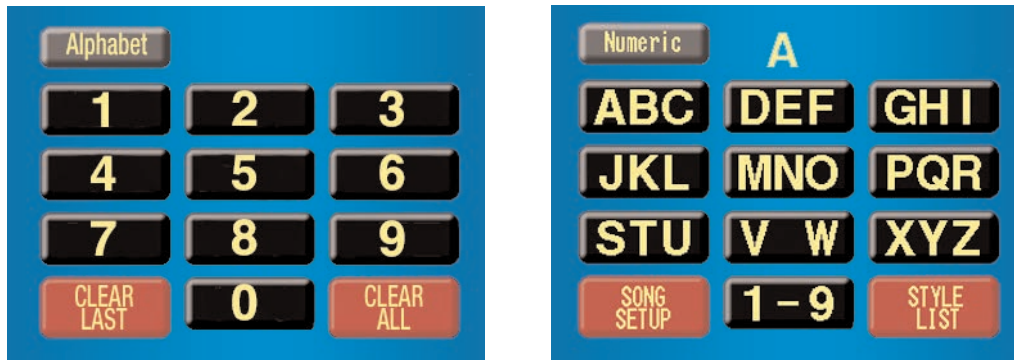 Alphabet
1 2 3
4 5 6
7 8 9
CLEAR LAST 0 CLEAR ALL
Numeric A
ABC DEF GHI
JKL MNO PQR
STU V W XYZ
SONG SETUP 1-9 STYLE LIST